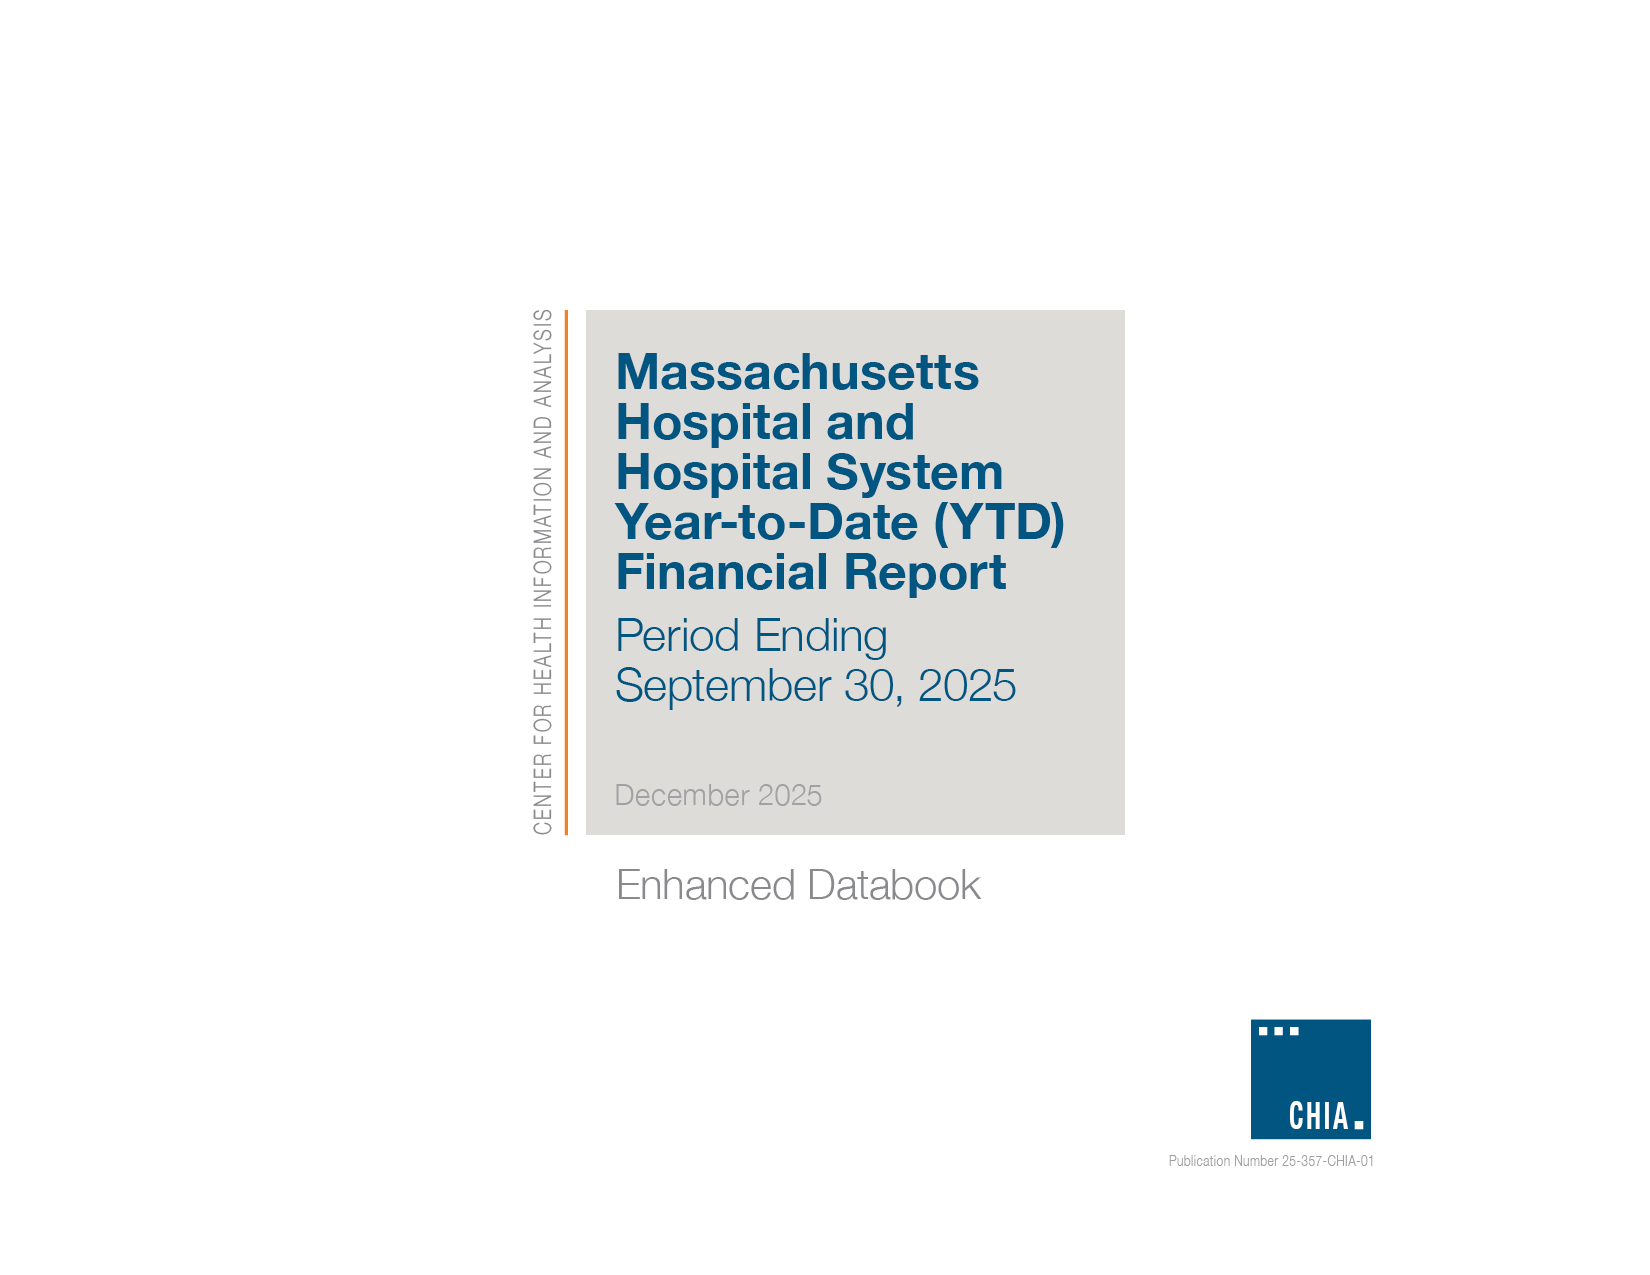 CENTER FOR HEALTH INFORMATION AND ANALYSIS
Massachusetts
Hospital and
Hospital System
Year-to-Date (YTD)
Financial Report
Period Ending
September 30, 2025
December 2025
Enhanced Databook
CHIA
Publication Number 25-357-CHIA-01